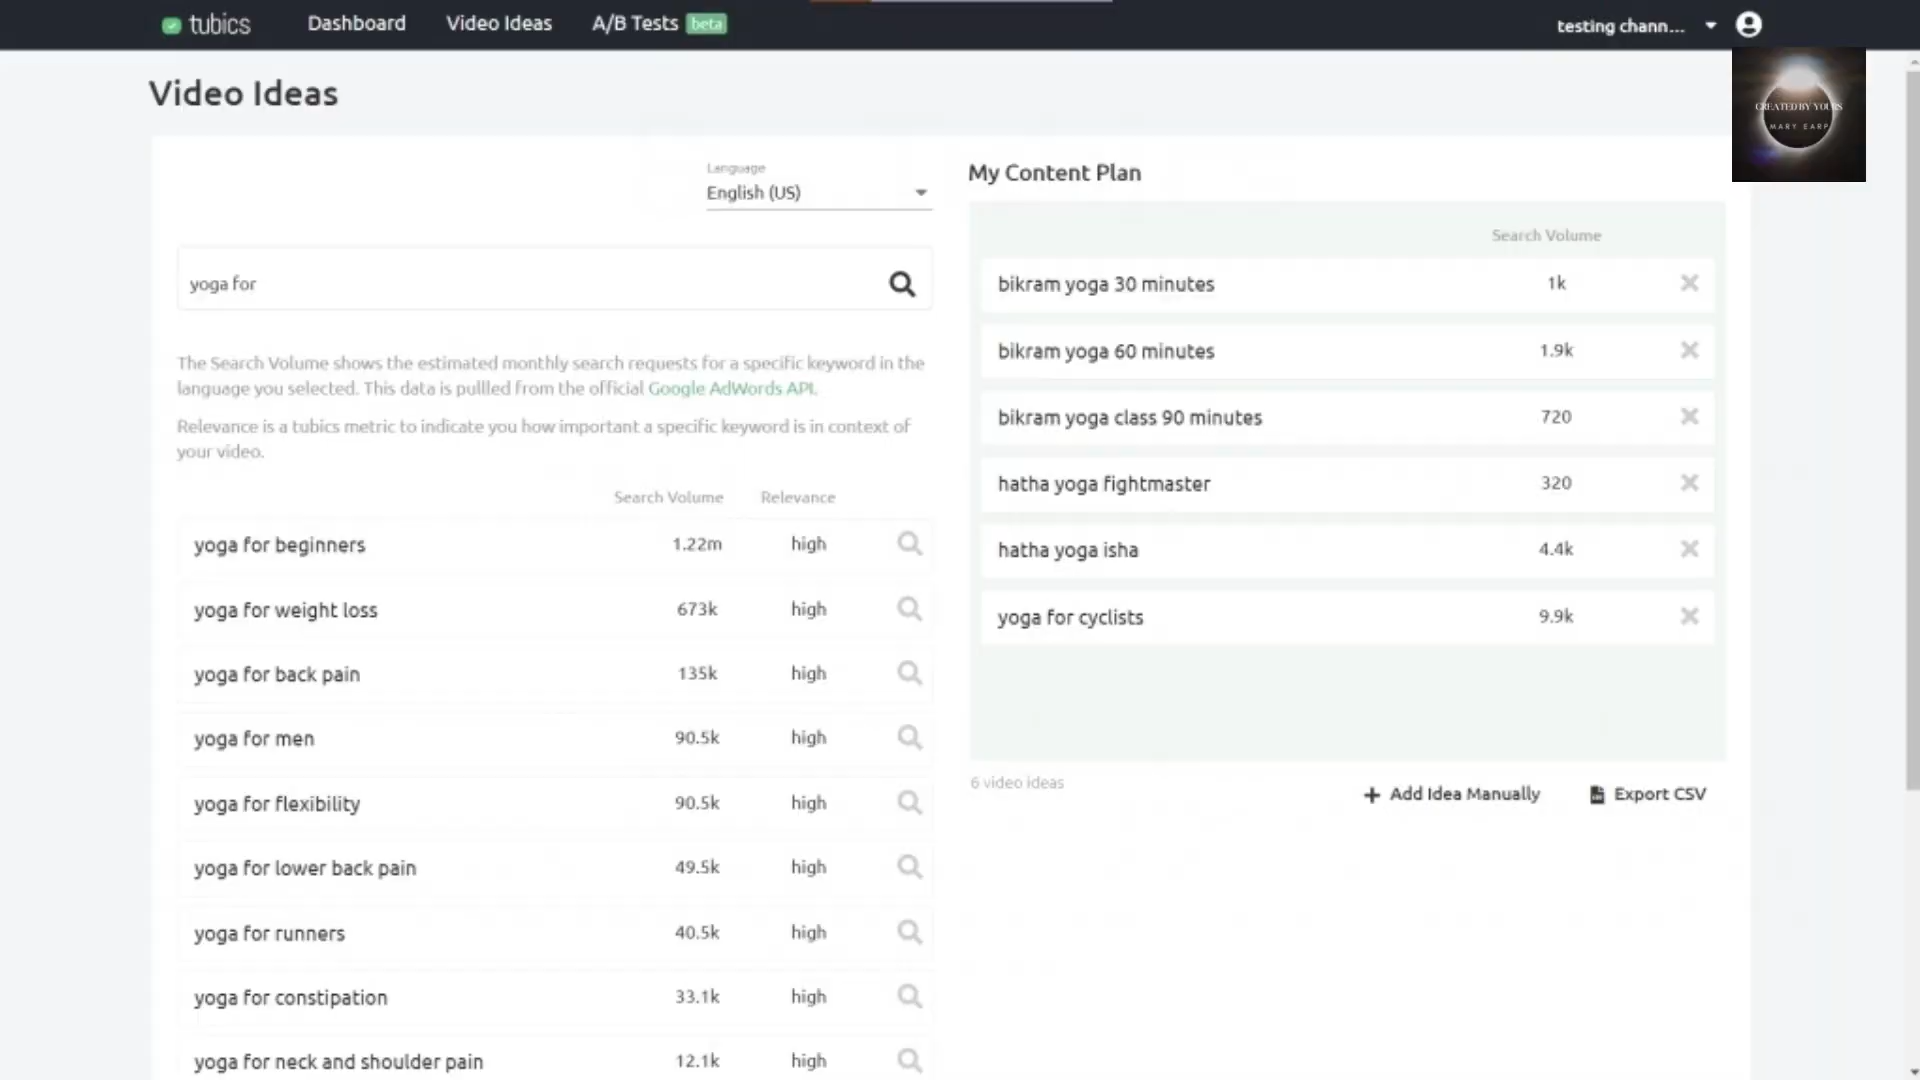 tubics
Dashboard
Video Ideas
A/B Tests beta
testing chann...
Video Ideas
CREATED BY YOURS
MARY EARP
Language
English (US)
yoga for
The Search Volume shows the estimated monthly search requests for a specific keyword in the
language you selected. This data is pullled from the official Google AdWords API.
Relevance is a tubics metric to indicate you how important a specific keyword is in context of
your video.
Search Volume Relevance
yoga for beginners 1.22m high
yoga for weight loss 673k high
yoga for back pain 135k high
yoga for men 90.5k high
yoga for flexibility 90.5k high
yoga for lower back pain 49.5k high
yoga for runners 40.5k high
yoga for constipation 33.1k high
yoga for neck and shoulder pain 12.1k high
My Content Plan
Search Volume
bikram yoga 30 minutes 1k
bikram yoga 60 minutes 1.9k
bikram yoga class 90 minutes 720
hatha yoga fightmaster 320
hatha yoga isha 4.4k
yoga for cyclists 9.9k
6 video ideas
Add Idea Manually
Export CSV